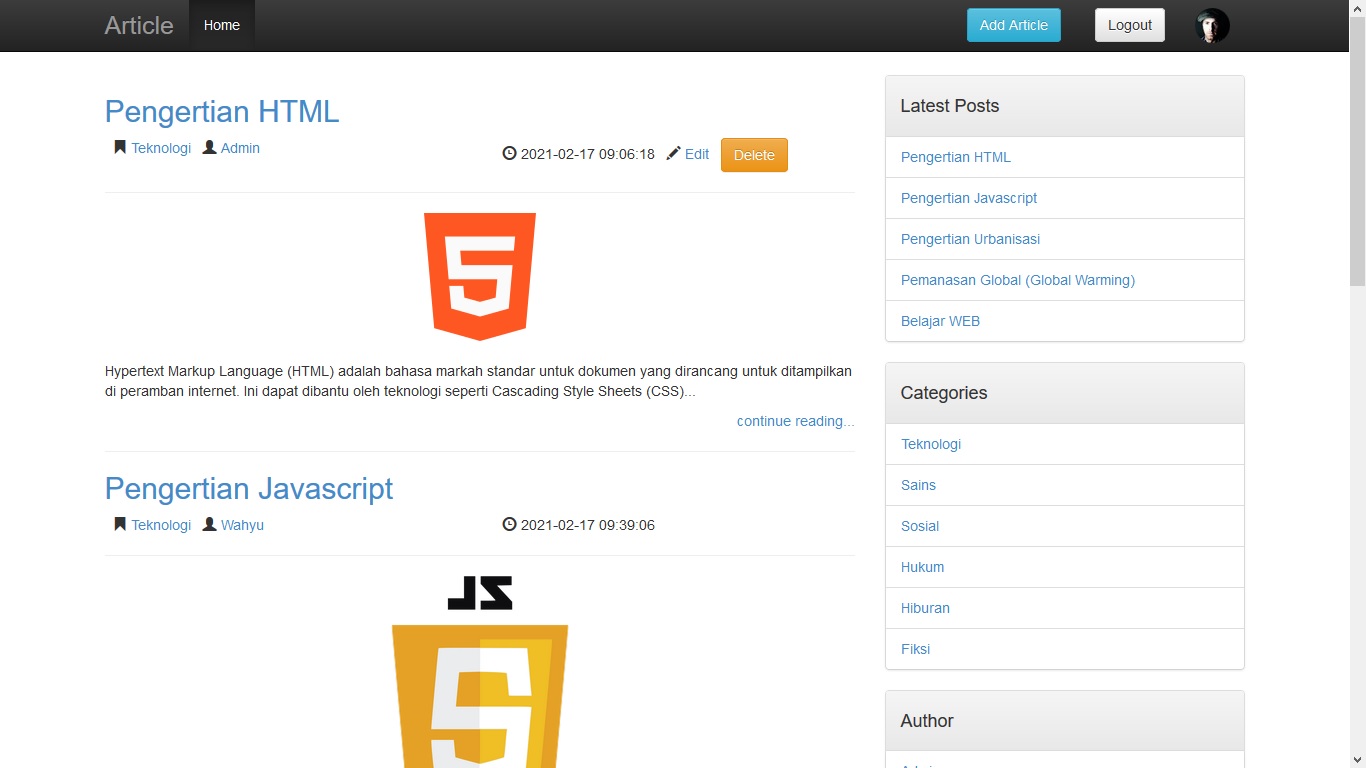 Article
Home
Add Article
Logout
Pengertian HTML
Teknologi Admin 2021-02-17 09:06:18 Edit Delete
Hypertext Markup Language (HTML) adalah bahasa markah standar untuk dokumen yang dirancang untuk ditampilkan
di peramban internet. Ini dapat dibantu oleh teknologi seperti Cascading Style Sheets (CSS)...
continue reading...
Pengertian Javascript
Teknologi Wahyu 2021-02-17 09:39:06
JS
Latest Posts
Pengertian HTML
Pengertian Javascript
Pengertian Urbanisasi
Pemanasan Global (Global Warming)
Belajar WEB
Categories
Teknologi
Sains
Sosial
Hukum
Hiburan
Fiksi
Author